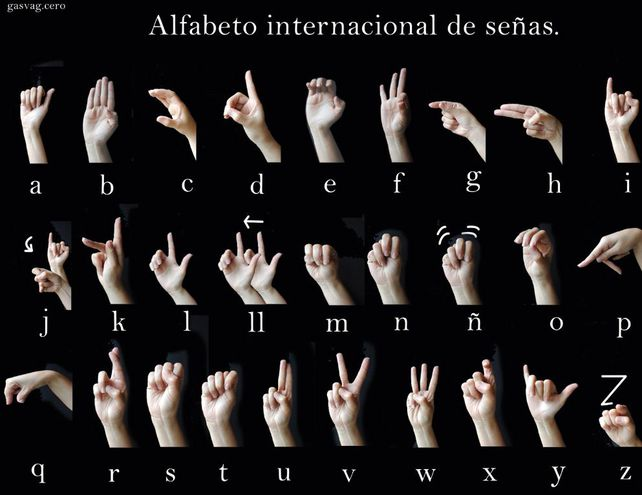 gasvag.cero
Alfabeto internacional de señas.
a b c d e f g h i
j k l ll m n ñ o p
q r s t u v w x y z
Z